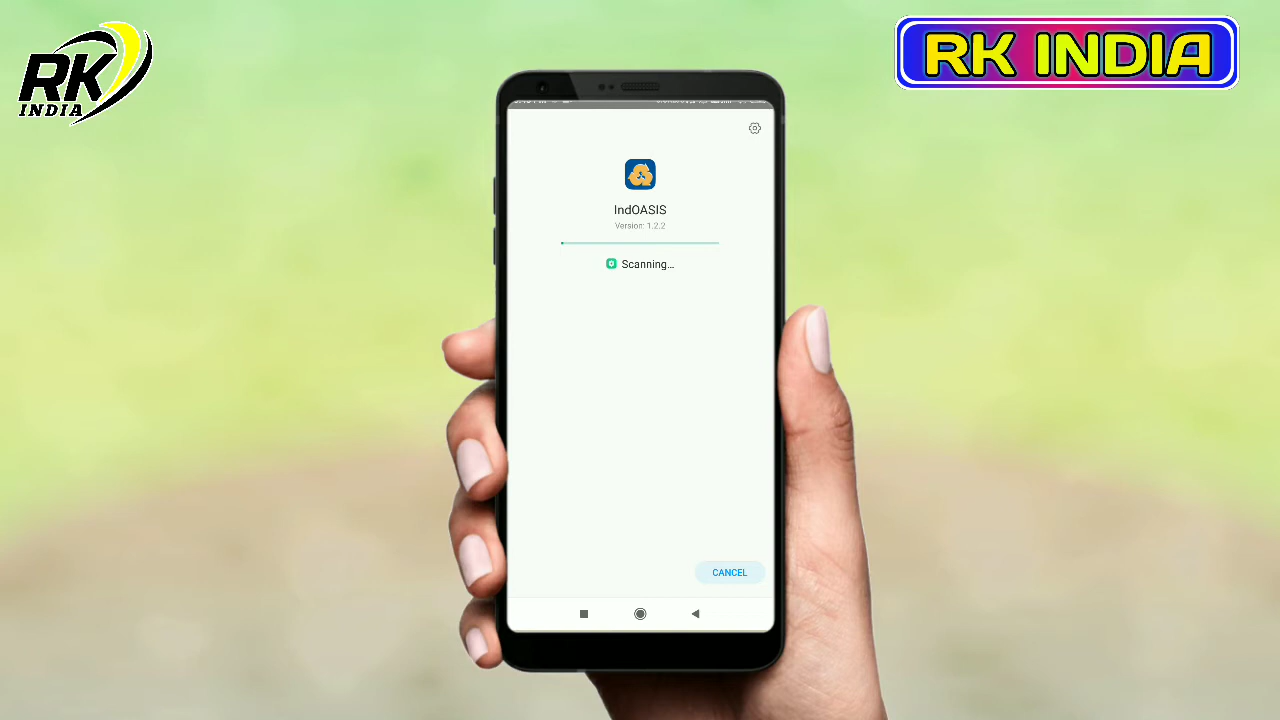 RK
INDIA
RK INDIA
IndOASIS
Version: 1.2.2
Scanning...
CANCEL